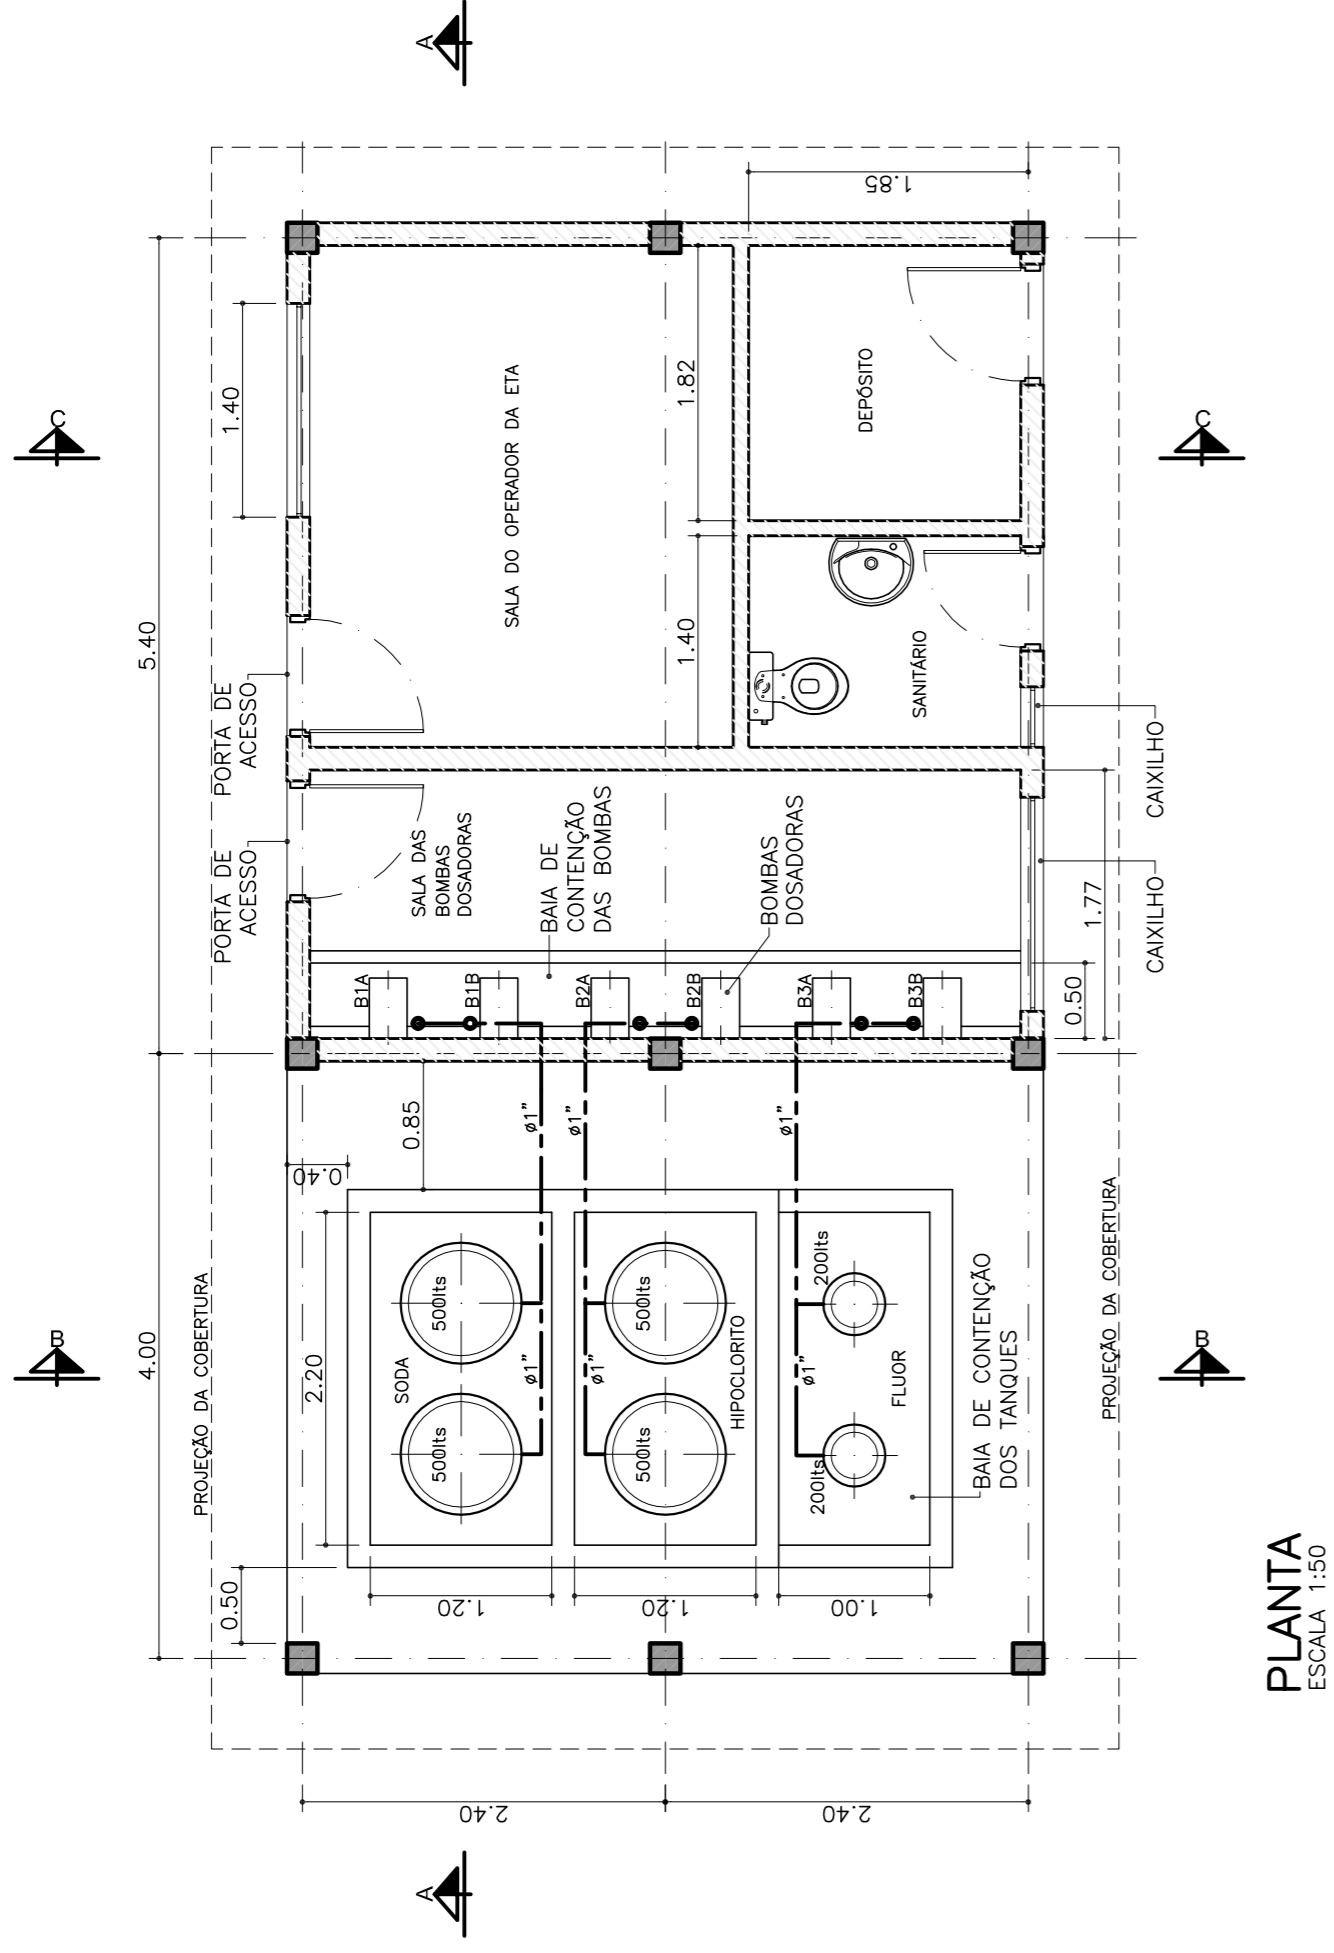 A
C
B
5.40
4.00
1.40
PORTA DE
ACESSO
PORTA DE
ACESSO
PROJEÇÃO DA COBERTURA
0.50
2.20
0.40
0.85
1.85
SALA DO OPERADOR DA ETA
1.82
1.40
DEPÓSITO
SANITÁRIO
SALA DAS
BOMBAS
DOSADORAS
BAIA DE
CONTENÇÃO
DAS BOMBAS
BOMBAS
DOSADORAS
B1A
B1B
B2A
B2B
B3A
B3B
0.50
1.77
CAIXILHO
CAIXILHO
ø1"
ø1"
ø1"
ø1"
ø1"
ø1"
SODA
500lts
500lts
HIPOCLORITO
500lts
500lts
FLUOR
200lts
200lts
BAIA DE CONTENÇÃO
DOS TANQUES
1.20
1.20
1.00
2.40
2.40
PROJEÇÃO DA COBERTURA
A
C
B
PLANTA
ESCALA 1:50